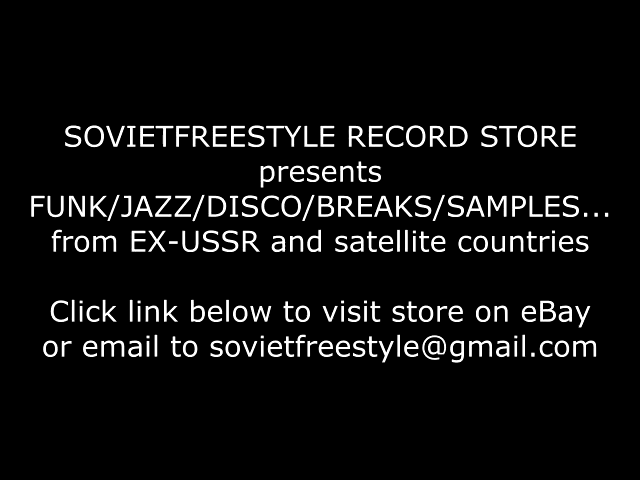 SOVIETFREESTYLE RECORD STORE
presents
FUNK/JAZZ/DISCO/BREAKS/SAMPLES...
from EX-USSR and satellite countries
Click link below to visit store on eBay
or email to sovietfreestyle@gmail.com